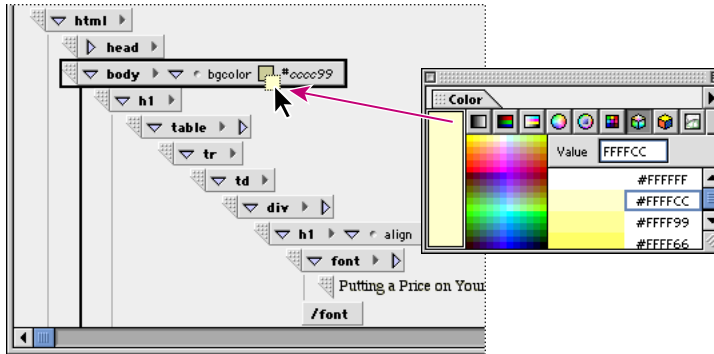 html
head
body bgcolor #cccc99
h1
table
tr
td
div
h1 align
font
Putting a Price on Your
/font
Color
Value FFFFCC
#FFFFFF
#FFFFCC
#FFFF99
#FFFF66